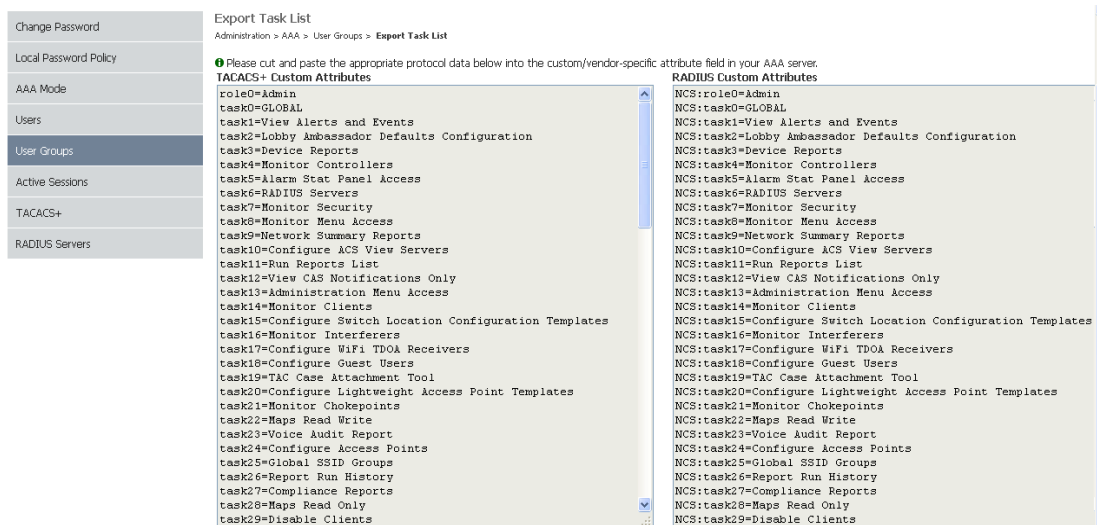 Change Password
Local Password Policy
AAA Mode
Users
User Groups
Active Sessions
TACACS+
RADIUS Servers
Export Task List
Administration > AAA > User Groups > Export Task List
Please cut and paste the appropriate protocol data below into the custom/vendor-specific attribute field in your AAA server.
TACACS+ Custom Attributes
role0=Admin
task0=GLOBAL
task1=View Alerts and Events
task2=Lobby Ambassador Defaults Configuration
task3=Device Reports
task4=Monitor Controllers
task5=Alarm Stat Panel Access
task6=RADIUS Servers
task7=Monitor Security
task8=Monitor Menu Access
task9=Network Summary Reports
task10=Configure ACS View Servers
task11=Run Reports List
task12=View CAS Notifications Only
task13=Administration Menu Access
task14=Monitor Clients
task15=Configure Switch Location Configuration Templates
task16=Monitor Interferers
task17=Configure WiFi TDOA Receivers
task18=Configure Guest Users
task19=TAC Case Attachment Tool
task20=Configure Lightweight Access Point Templates
task21=Monitor Chokepoints
task22=Maps Read Write
task23=Voice Audit Report
task24=Configure Access Points
task25=Global SSID Groups
task26=Report Run History
task27=Compliance Reports
task28=Maps Read Only
task29=Disable Clients
RADIUS Custom Attributes
NCS:role0=Admin
NCS:task0=GLOBAL
NCS:task1=View Alerts and Events
NCS:task2=Lobby Ambassador Defaults Configuration
NCS:task3=Device Reports
NCS:task4=Monitor Controllers
NCS:task5=Alarm Stat Panel Access
NCS:task6=RADIUS Servers
NCS:task7=Monitor Security
NCS:task8=Monitor Menu Access
NCS:task9=Network Summary Reports
NCS:task10=Configure ACS View Servers
NCS:task11=Run Reports List
NCS:task12=View CAS Notifications Only
NCS:task13=Administration Menu Access
NCS:task14=Monitor Clients
NCS:task15=Configure Switch Location Configuration Templates
NCS:task16=Monitor Interferers
NCS:task17=Configure WiFi TDOA Receivers
NCS:task18=Configure Guest Users
NCS:task19=TAC Case Attachment Tool
NCS:task20=Configure Lightweight Access Point Templates
NCS:task21=Monitor Chokepoints
NCS:task22=Maps Read Write
NCS:task23=Voice Audit Report
NCS:task24=Configure Access Points
NCS:task25=Global SSID Groups
NCS:task26=Report Run History
NCS:task27=Compliance Reports
NCS:task28=Maps Read Only
NCS:task29=Disable Clients